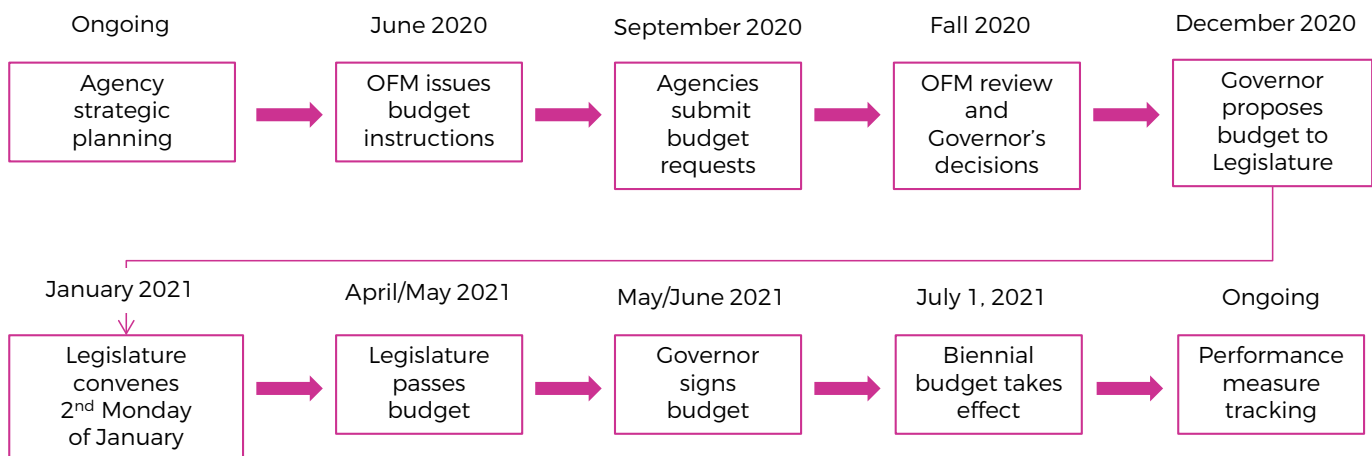 Ongoing
Agency
strategic
planning
June 2020
OFM issues
budget
instructions
September 2020
Agencies
submit
budget
requests
Fall 2020
OFM review
and
Governor’s
decisions
December 2020
Governor
proposes
budget to
Legislature
January 2021
Legislature
convenes
2nd Monday
of January
April/May 2021
Legislature
passes
budget
May/June 2021
Governor
signs
budget
July 1, 2021
Biennial
budget takes
effect
Ongoing
Performance
measure
tracking